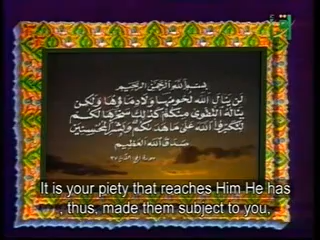 اقرأ
بسم الله الرحمن الرحيم
لن ينال الله لحومها ولا دماؤها ولكن
يناله التقوى منكم كذلك سخرها لكم
لتكبروا الله على ما هداكم وبشر المحسنين
صدق الله العظيم
It is your piety that reaches Him He has
, thus, made them subject to you,